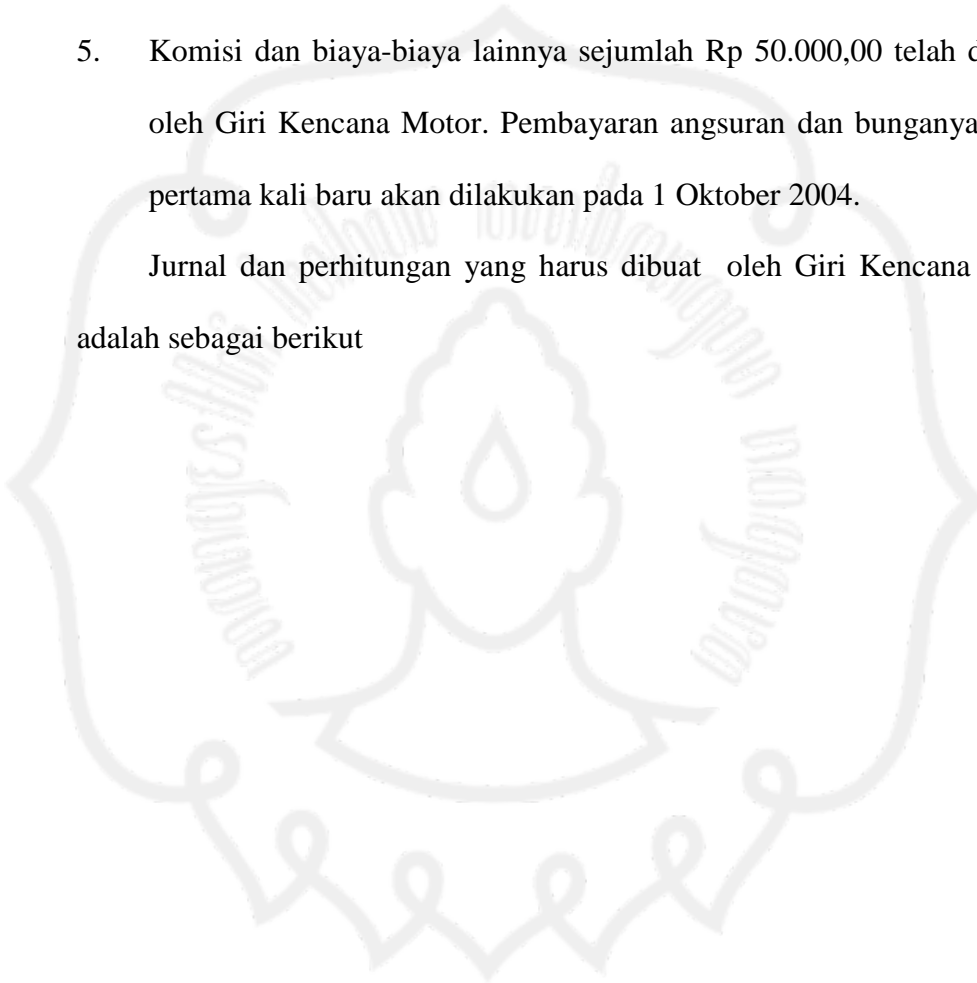 5. Komisi dan biaya-biaya lainnya sejumlah Rp 50.000,00 telah
oleh Giri Kencana Motor. Pembayaran angsuran dan bunganya
pertama kali baru akan dilakukan pada 1 Oktober 2004.
Jurnal dan perhitungan yang harus dibuat oleh Giri Kencana
adalah sebagai berikut